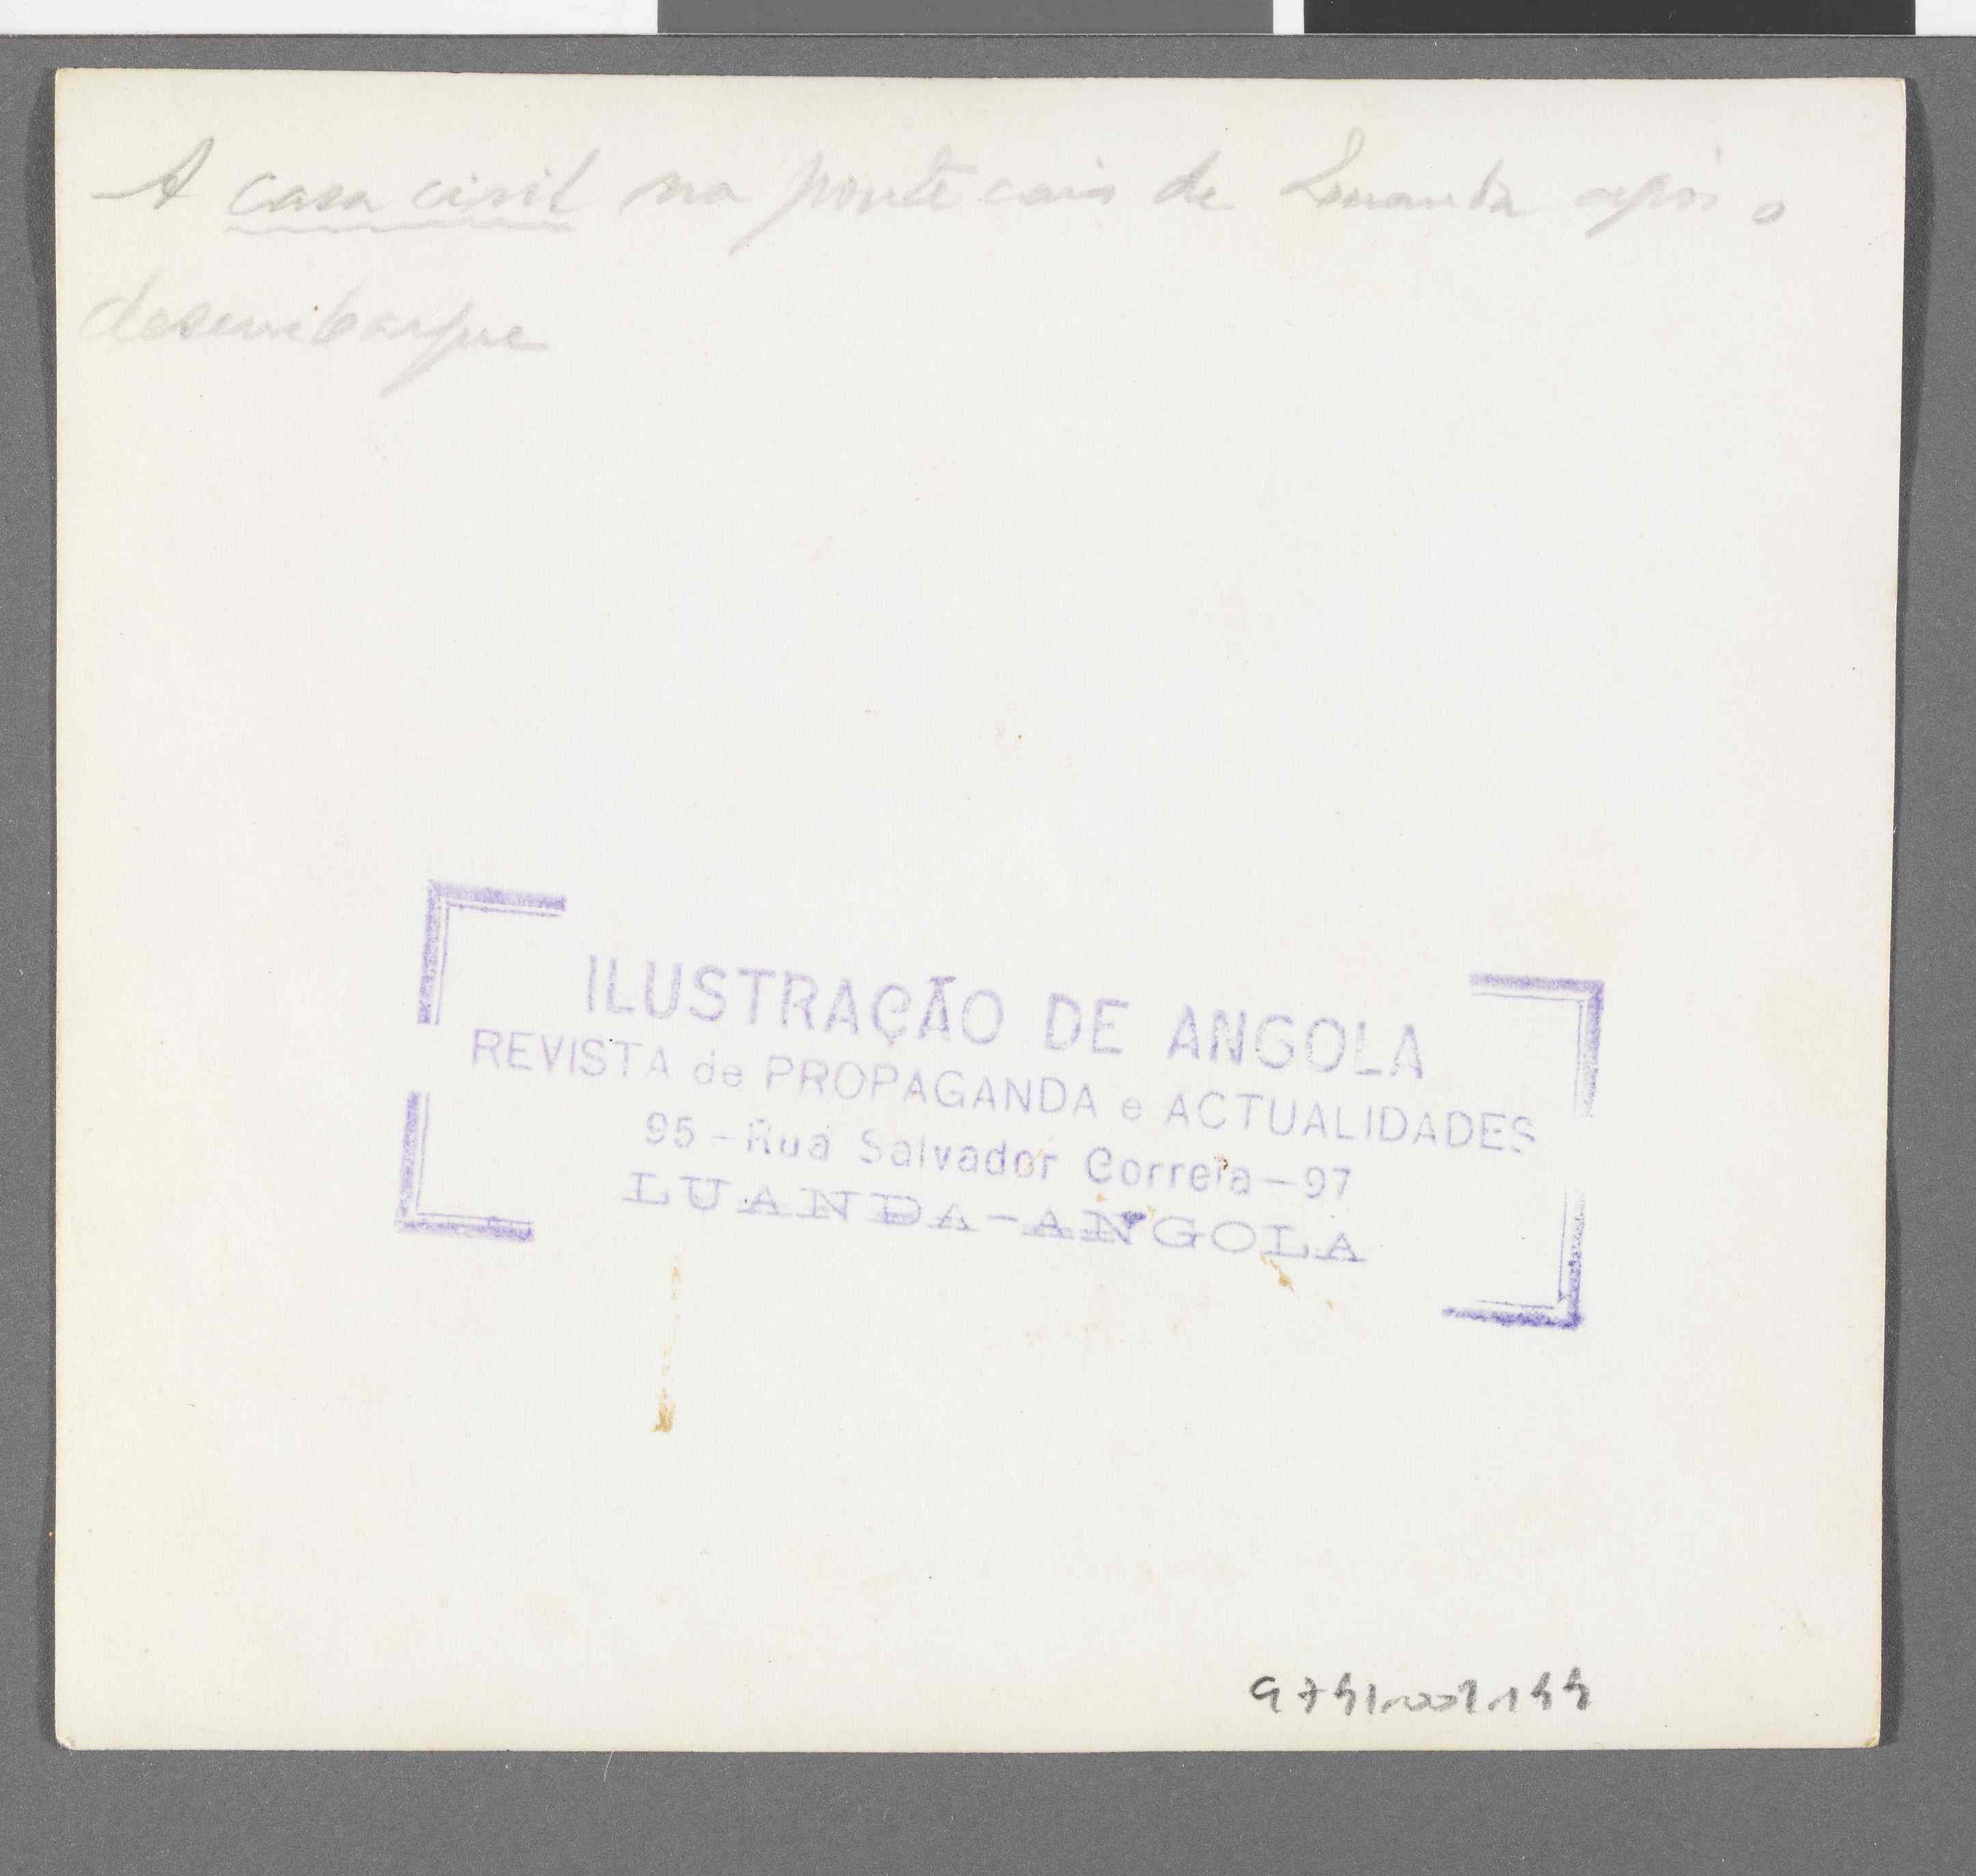 A casa civil na ponte cais de Luanda após o
desembarque
ILUSTRAÇÃO DE ANGOLA
REVISTA de PROPAGANDA e ACTUALIDADES
95-Rua Salvador Correia-97
LUANDA-ANGOLA